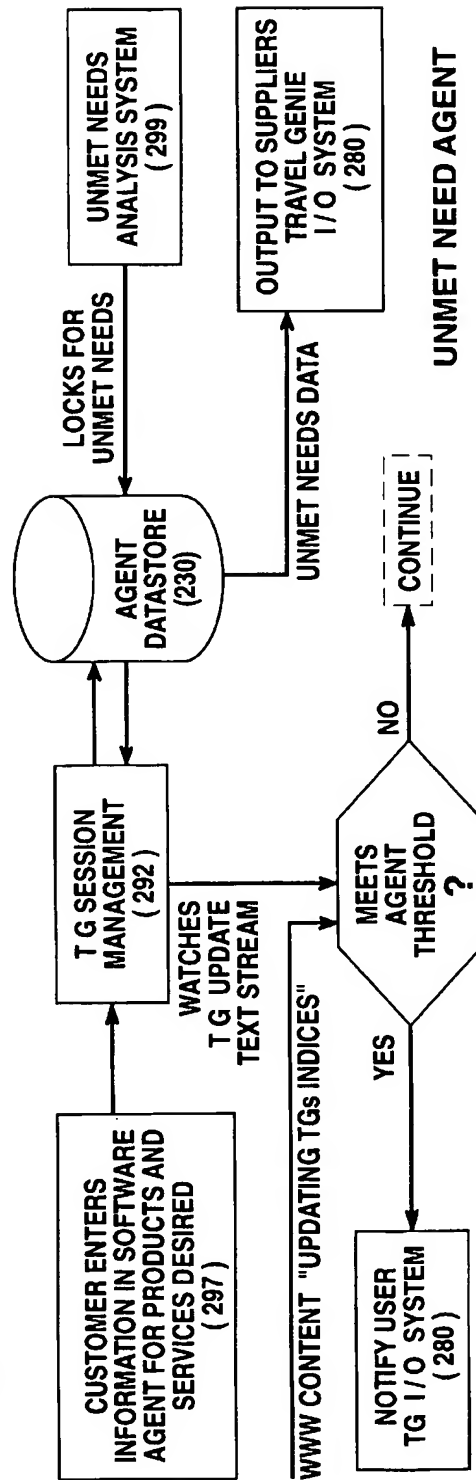 CUSTOMER ENTERS
INFORMATION IN SOFTWARE
AGENT FOR PRODUCTS AND
SERVICES DESIRED
(297)
T G SESSION
MANAGEMENT
(292)
AGENT
DATASTORE
(230)
LOCKS FOR
UNMET NEEDS
UNMET NEEDS
ANALYSIS SYSTEM
(299)
WATCHES
T G UPDATE
TEXT STREAM
UNMET NEEDS DATA
OUTPUT TO SUPPLIERS
TRAVEL GENIE
I/O SYSTEM
(280)
WWW CONTENT "UPDATING TGs INDICES"
MEETS
AGENT
THRESHOLD
?
YES
NO
CONTINUE
NOTIFY USER
TG I/O SYSTEM
(280)
UNMET NEED AGENT